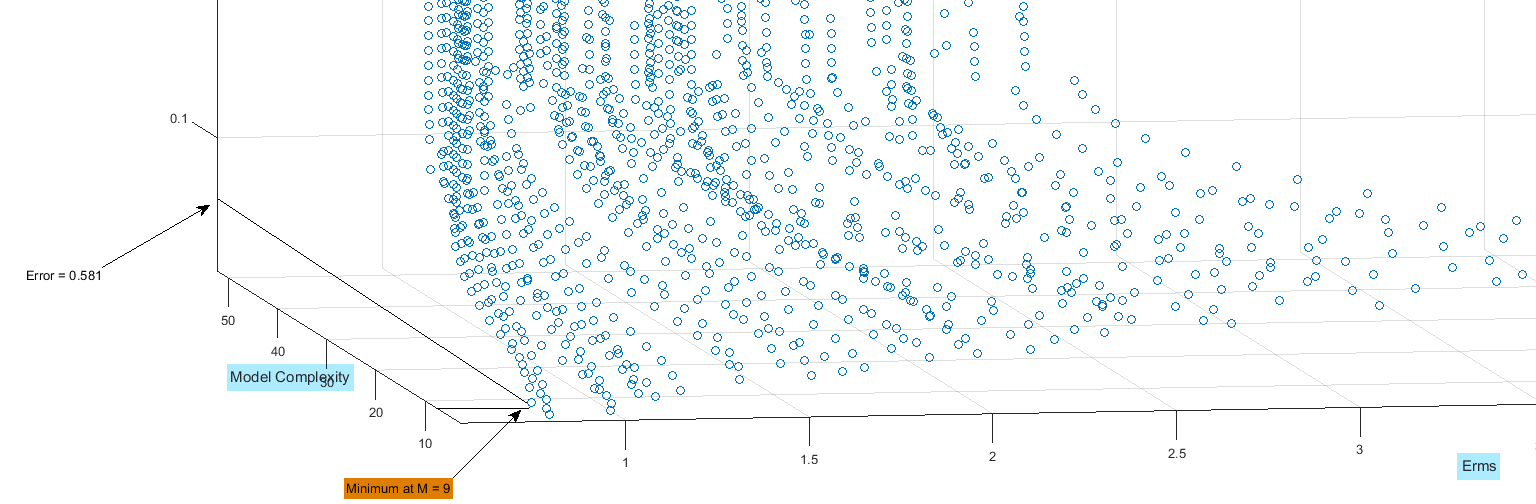 0.1
Error = 0.581
50
40
Model Complexity
30
20
10
Minimum at M = 9
1
1.5
2
2.5
3
Erms